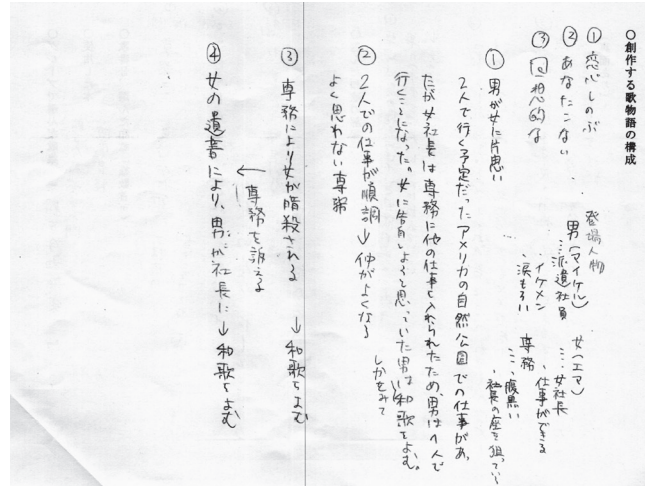 ○創作する歌物語の構成
① 恋心しのぶ
② あなたこない
③ 回想的な
登場人物
男(マイケル)
…派遣社員
・イケメン
・涙もろい
女(エマ)
…女社長
・仕事ができる
専務
…腹黒い
・社長の座を狙っている
① 男が女に片思い
2人で行く予定だったアメリカの自然公園での仕事があっ
たが女社長は専務に他の仕事を入れられたため、男は1人で
行くことになった。女に告白しようと思っていた男は和歌をよむ。
しかをみて
② 2人での仕事が順調 → 仲がよくなる
よく思わない専務
③ 専務により女が暗殺される → 和歌をよむ
← 専務を訴える
④ 女の遺書により、男が社長に → 和歌をよむ